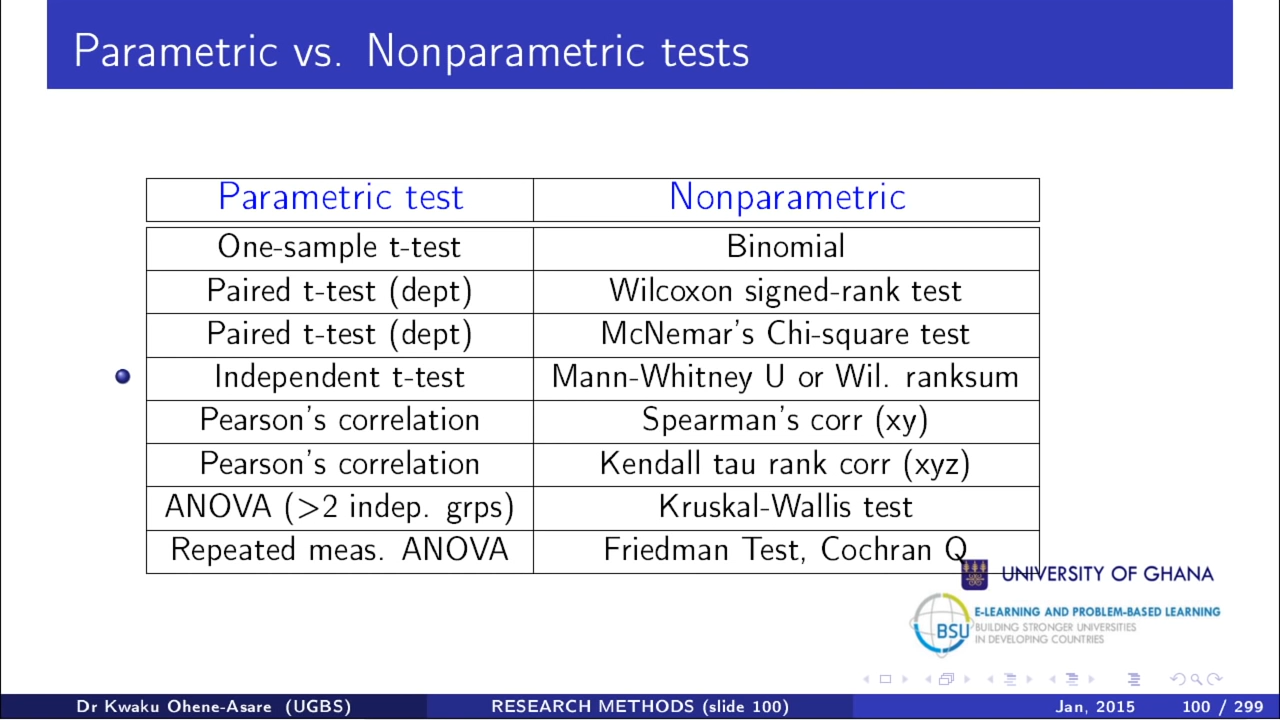 Parametric vs. Nonparametric tests
Parametric test Nonparametric
One-sample t-test Binomial
Paired t-test (dept) Wilcoxon signed-rank test
Paired t-test (dept) McNemar's Chi-square test
Independent t-test Mann-Whitney U or Wil. ranksum
Pearson's correlation Spearman's corr (xy)
Pearson's correlation Kendall tau rank corr (xyz)
ANOVA (>2 indep. grps) Kruskal-Wallis test
Repeated meas. ANOVA Friedman Test, Cochran Q
UNIVERSITY OF GHANA
E-LEARNING AND PROBLEM-BASED LEARNING
BSU BUILDING STRONGER UNIVERSITIES
IN DEVELOPING COUNTRIES
Dr Kwaku Ohene-Asare (UGBS) RESEARCH METHODS (slide 100) Jan, 2015 100 / 299